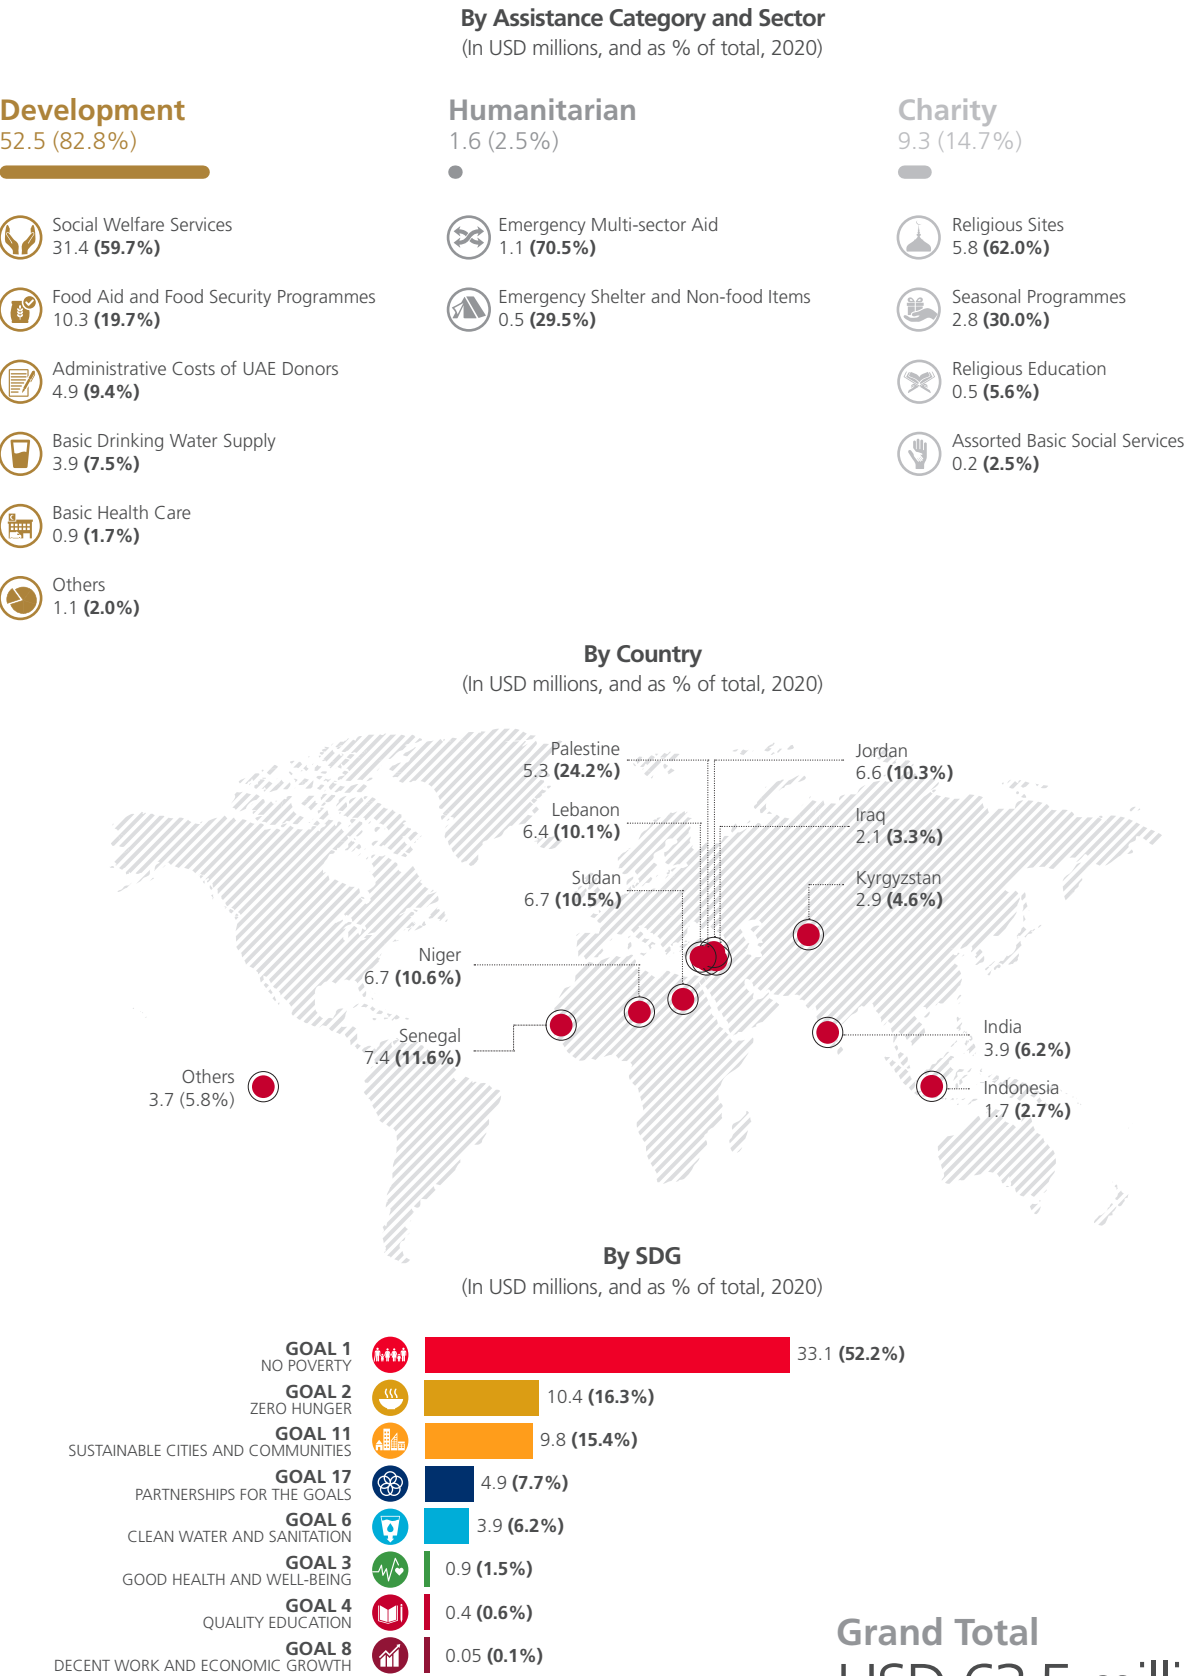 By Assistance Category and Sector
(In USD millions, and as % of total, 2020)
Development
52.5 (82.8%)
Social Welfare Services
31.4 (59.7%)
Food Aid and Food Security Programmes
10.3 (19.7%)
Administrative Costs of UAE Donors
4.9 (9.4%)
Basic Drinking Water Supply
3.9 (7.5%)
Basic Health Care
0.9 (1.7%)
Others
1.1 (2.0%)
Humanitarian
1.6 (2.5%)
Emergency Multi-sector Aid
1.1 (70.5%)
Emergency Shelter and Non-food Items
0.5 (29.5%)
Charity
9.3 (14.7%)
Religious Sites
5.8 (62.0%)
Seasonal Programmes
2.8 (30.0%)
Religious Education
0.5 (5.6%)
Assorted Basic Social Services
0.2 (2.5%)
By Country
(In USD millions, and as % of total, 2020)
Palestine
5.3 (24.2%)
Lebanon
6.4 (10.1%)
Sudan
6.7 (10.5%)
Niger
6.7 (10.6%)
Senegal
7.4 (11.6%)
Others
3.7 (5.8%)
Jordan
6.6 (10.3%)
Iraq
2.1 (3.3%)
Kyrgyzstan
2.9 (4.6%)
India
3.9 (6.2%)
Indonesia
1.7 (2.7%)
By SDG
(In USD millions, and as % of total, 2020)
GOAL 1
NO POVERTY
33.1 (52.2%)
GOAL 2
ZERO HUNGER
10.4 (16.3%)
GOAL 11
SUSTAINABLE CITIES AND COMMUNITIES
9.8 (15.4%)
GOAL 17
PARTNERSHIPS FOR THE GOALS
4.9 (7.7%)
GOAL 6
CLEAN WATER AND SANITATION
3.9 (6.2%)
GOAL 3
GOOD HEALTH AND WELL-BEING
0.9 (1.5%)
GOAL 4
QUALITY EDUCATION
0.4 (0.6%)
GOAL 8
DECENT WORK AND ECONOMIC GROWTH
0.05 (0.1%)
Grand Total